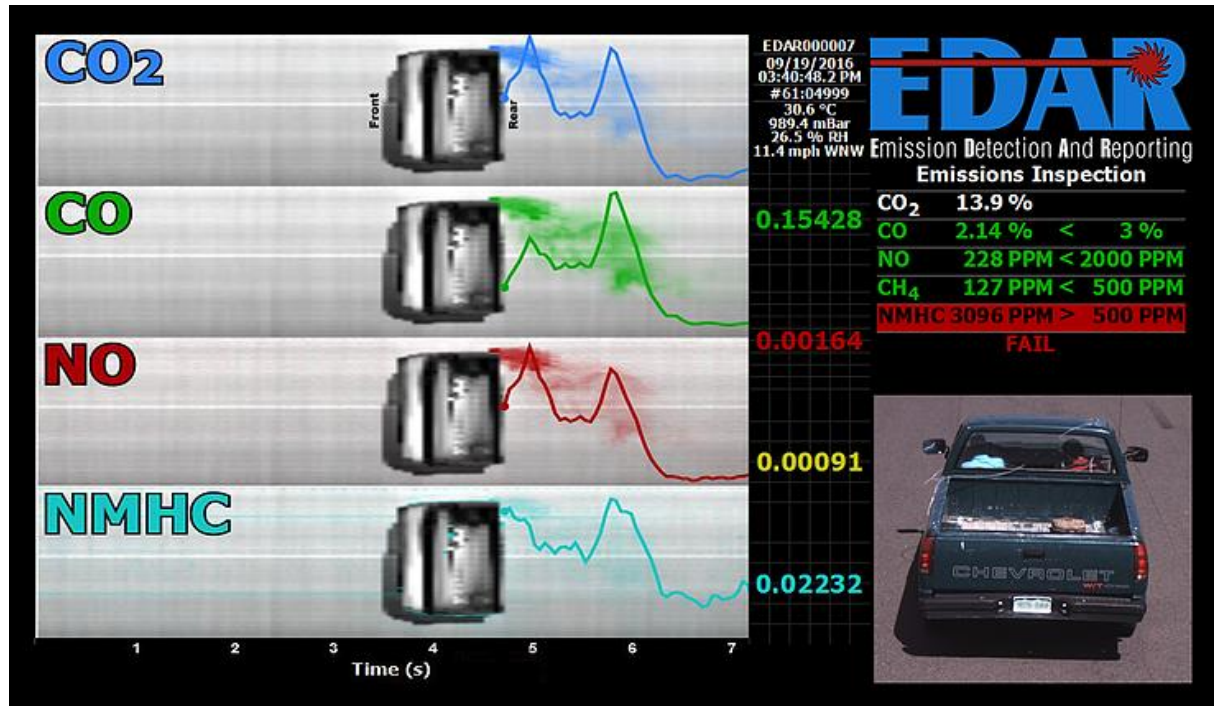 CO2
Front
Rear
CO
NO
NMHC
1 2 3 4 5 6 7
Time (s)
EDAR000007
09/19/2016
03:40:48.2 PM
#61:04999
30.6 °C
989.4 mBar
26.5 % RH
11.4 mph WNW
0.15428
0.00164
0.00091
0.02232
EDAR
Emission Detection And Reporting
Emissions Inspection
CO2 13.9 %
CO 2.14 % < 3 %
NO 228 PPM < 2000 PPM
CH4 127 PPM < 500 PPM
NMHC 3096 PPM > 500 PPM
FAIL
CHEVROLET